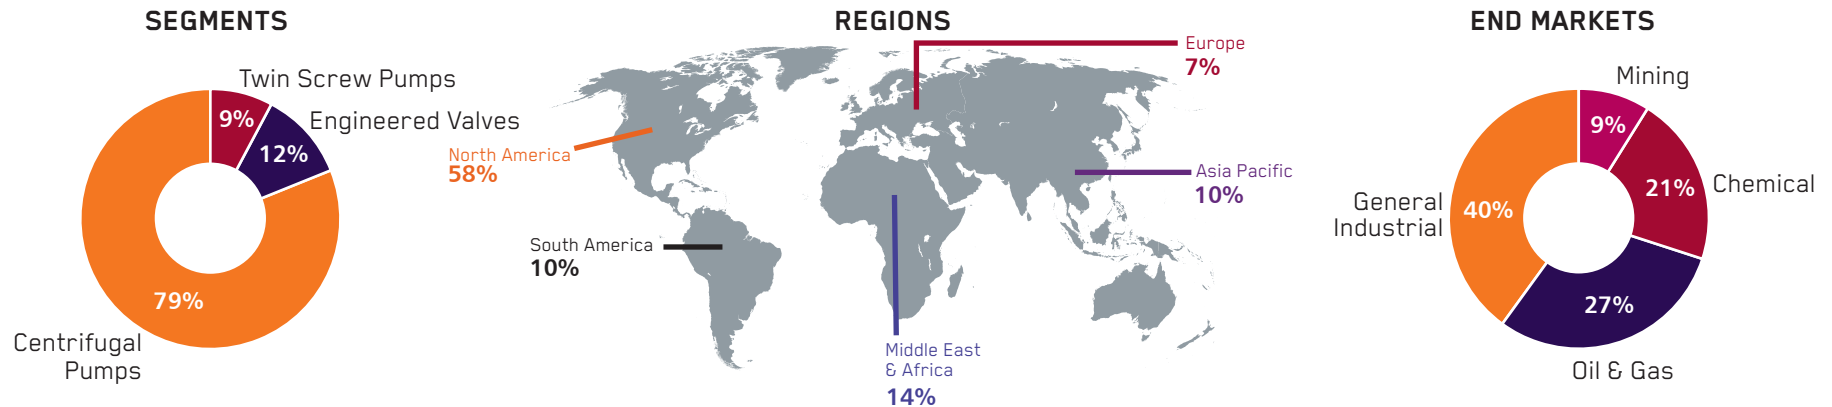 SEGMENTS
Twin Screw Pumps
9%
Engineered Valves
12%
79%
Centrifugal
Pumps
REGIONS
Europe
7%
North America
58%
Asia Pacific
10%
South America
10%
Middle East
& Africa
14%
END MARKETS
Mining
9%
Chemical
21%
General
Industrial
40%
27%
Oil & Gas